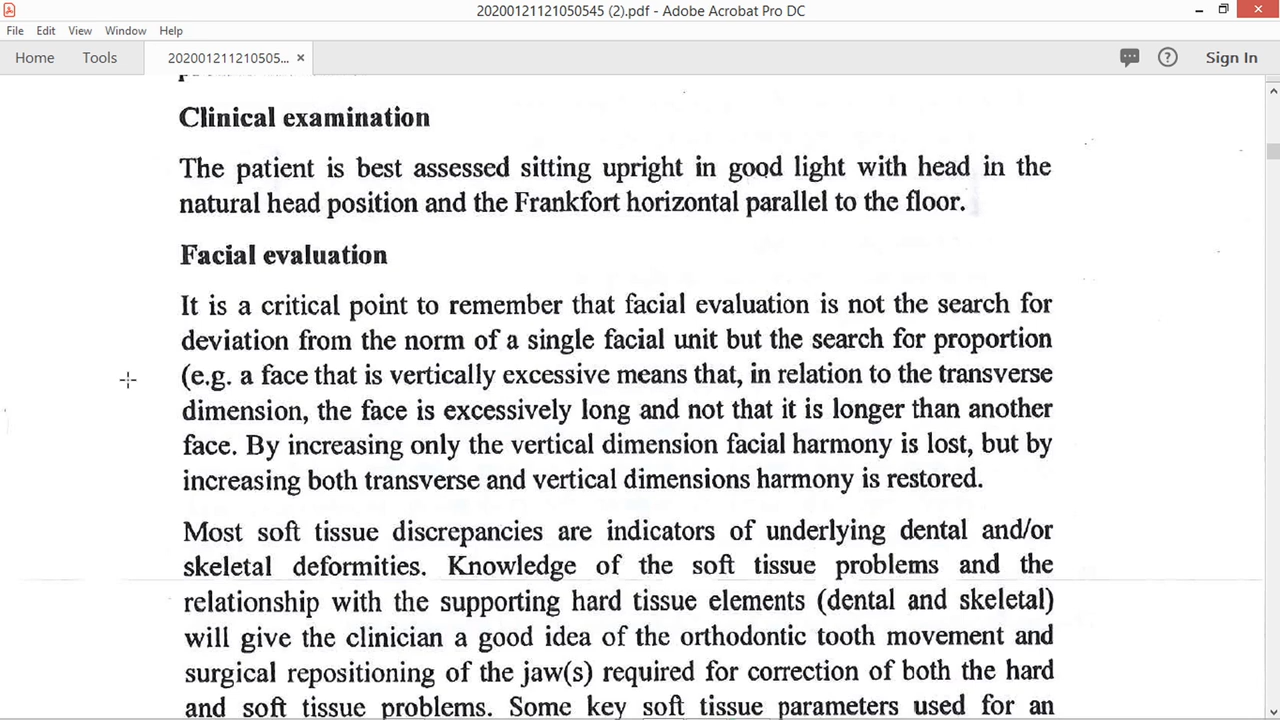 20200121121050545 (2).pdf - Adobe Acrobat Pro DC
File Edit View Window Help
Home Tools 202001211210505... × ? Sign In
Clinical examination
The patient is best assessed sitting upright in good light with head in the
natural head position and the Frankfort horizontal parallel to the floor.
Facial evaluation
It is a critical point to remember that facial evaluation is not the search for
deviation from the norm of a single facial unit but the search for proportion
(e.g. a face that is vertically excessive means that, in relation to the transverse
dimension, the face is excessively long and not that it is longer than another
face. By increasing only the vertical dimension facial harmony is lost, but by
increasing both transverse and vertical dimensions harmony is restored.
Most soft tissue discrepancies are indicators of underlying dental and/or
skeletal deformities. Knowledge of the soft tissue problems and the
relationship with the supporting hard tissue elements (dental and skeletal)
will give the clinician a good idea of the orthodontic tooth movement and
surgical repositioning of the jaw(s) required for correction of both the hard
and soft tissue problems. Some key soft tissue parameters used for an